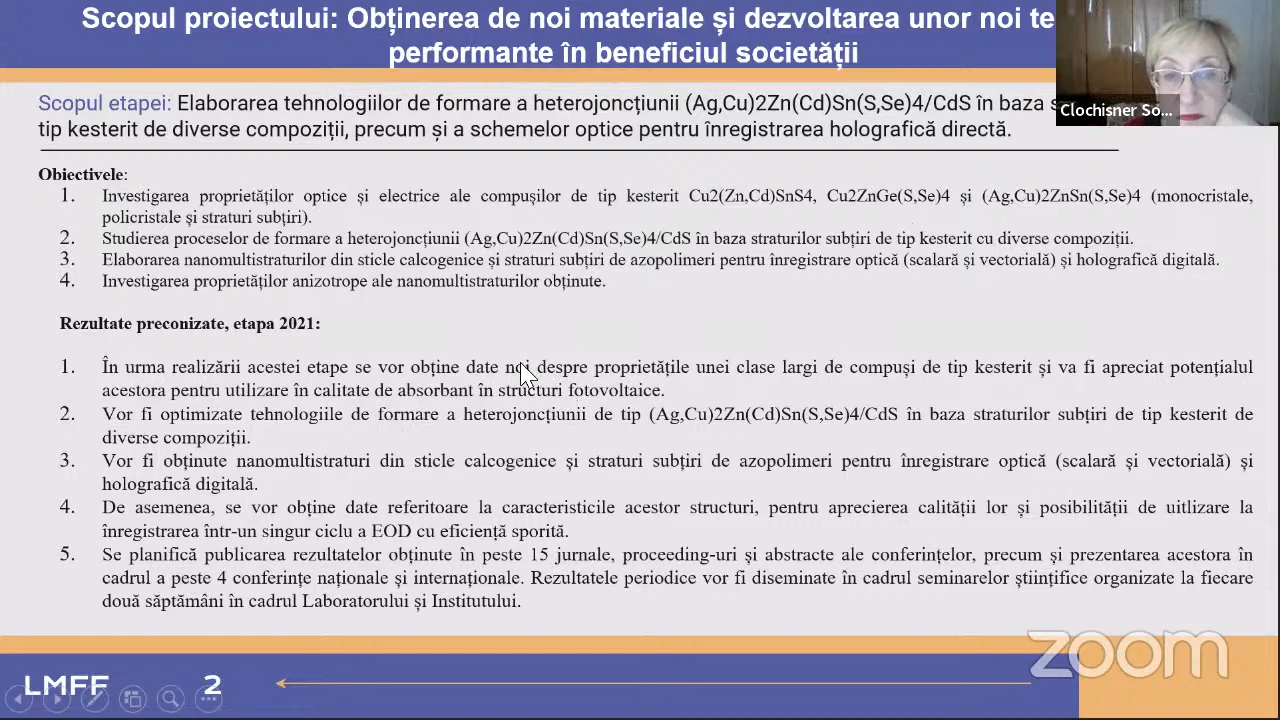 Scopul proiectului: Obținerea de noi materiale și dezvoltarea unor noi te
performante în beneficiul societății
Scopul etapei: Elaborarea tehnologiilor de formare a heterojoncțiunii (Ag,Cu)2Zn(Cd)Sn(S,Se)4/CdS în baza s
tip kesterit de diverse compoziții, precum și a schemelor optice pentru înregistrarea holografică directă.
Clochisner So...
Obiectivele:
1. Investigarea proprietăților optice și electrice ale compușilor de tip kesterit Cu2(Zn,Cd)SnS4, Cu2ZnGe(S,Se)4 și (Ag,Cu)2ZnSn(S,Se)4 (monocristale,
policristale și straturi subțiri).
2. Studierea proceselor de formare a heterojoncțiunii (Ag,Cu)2Zn(Cd)Sn(S,Se)4/CdS în baza straturilor subțiri de tip kesterit cu diverse compoziții.
3. Elaborarea nanomultistraturilor din sticle calcogenice și straturi subțiri de azopolimeri pentru înregistrare optică (scalară și vectorială) și holografică digitală.
4. Investigarea proprietăților anizotrope ale nanomultistraturilor obținute.
Rezultate preconizate, etapa 2021:
1. În urma realizării acestei etape se vor obține date noi despre proprietățile unei clase largi de compuși de tip kesterit și va fi apreciat potențialul
acestora pentru utilizare în calitate de absorbant în structuri fotovoltaice.
2. Vor fi optimizate tehnologiile de formare a heterojoncțiunii de tip (Ag,Cu)2Zn(Cd)Sn(S,Se)4/CdS în baza straturilor subțiri de tip kesterit de
diverse compoziții.
3. Vor fi obținute nanomultistraturi din sticle calcogenice și straturi subțiri de azopolimeri pentru înregistrare optică (scalară și vectorială) și
holografică digitală.
4. De asemenea, se vor obține date referitoare la caracteristicile acestor structuri, pentru aprecierea calității lor și posibilității de uitlizare la
înregistrarea într-un singur ciclu a EOD cu eficiență sporită.
5. Se planifică publicarea rezultatelor obținute în peste 15 jurnale, proceeding-uri și abstracte ale conferințelor, precum și prezentarea acestora în
cadrul a peste 4 conferințe naționale și internaționale. Rezultatele periodice vor fi diseminate în cadrul seminarelor științifice organizate la fiecare
două săptămâni în cadrul Laboratorului și Institutului.
zoom
LMFF 2